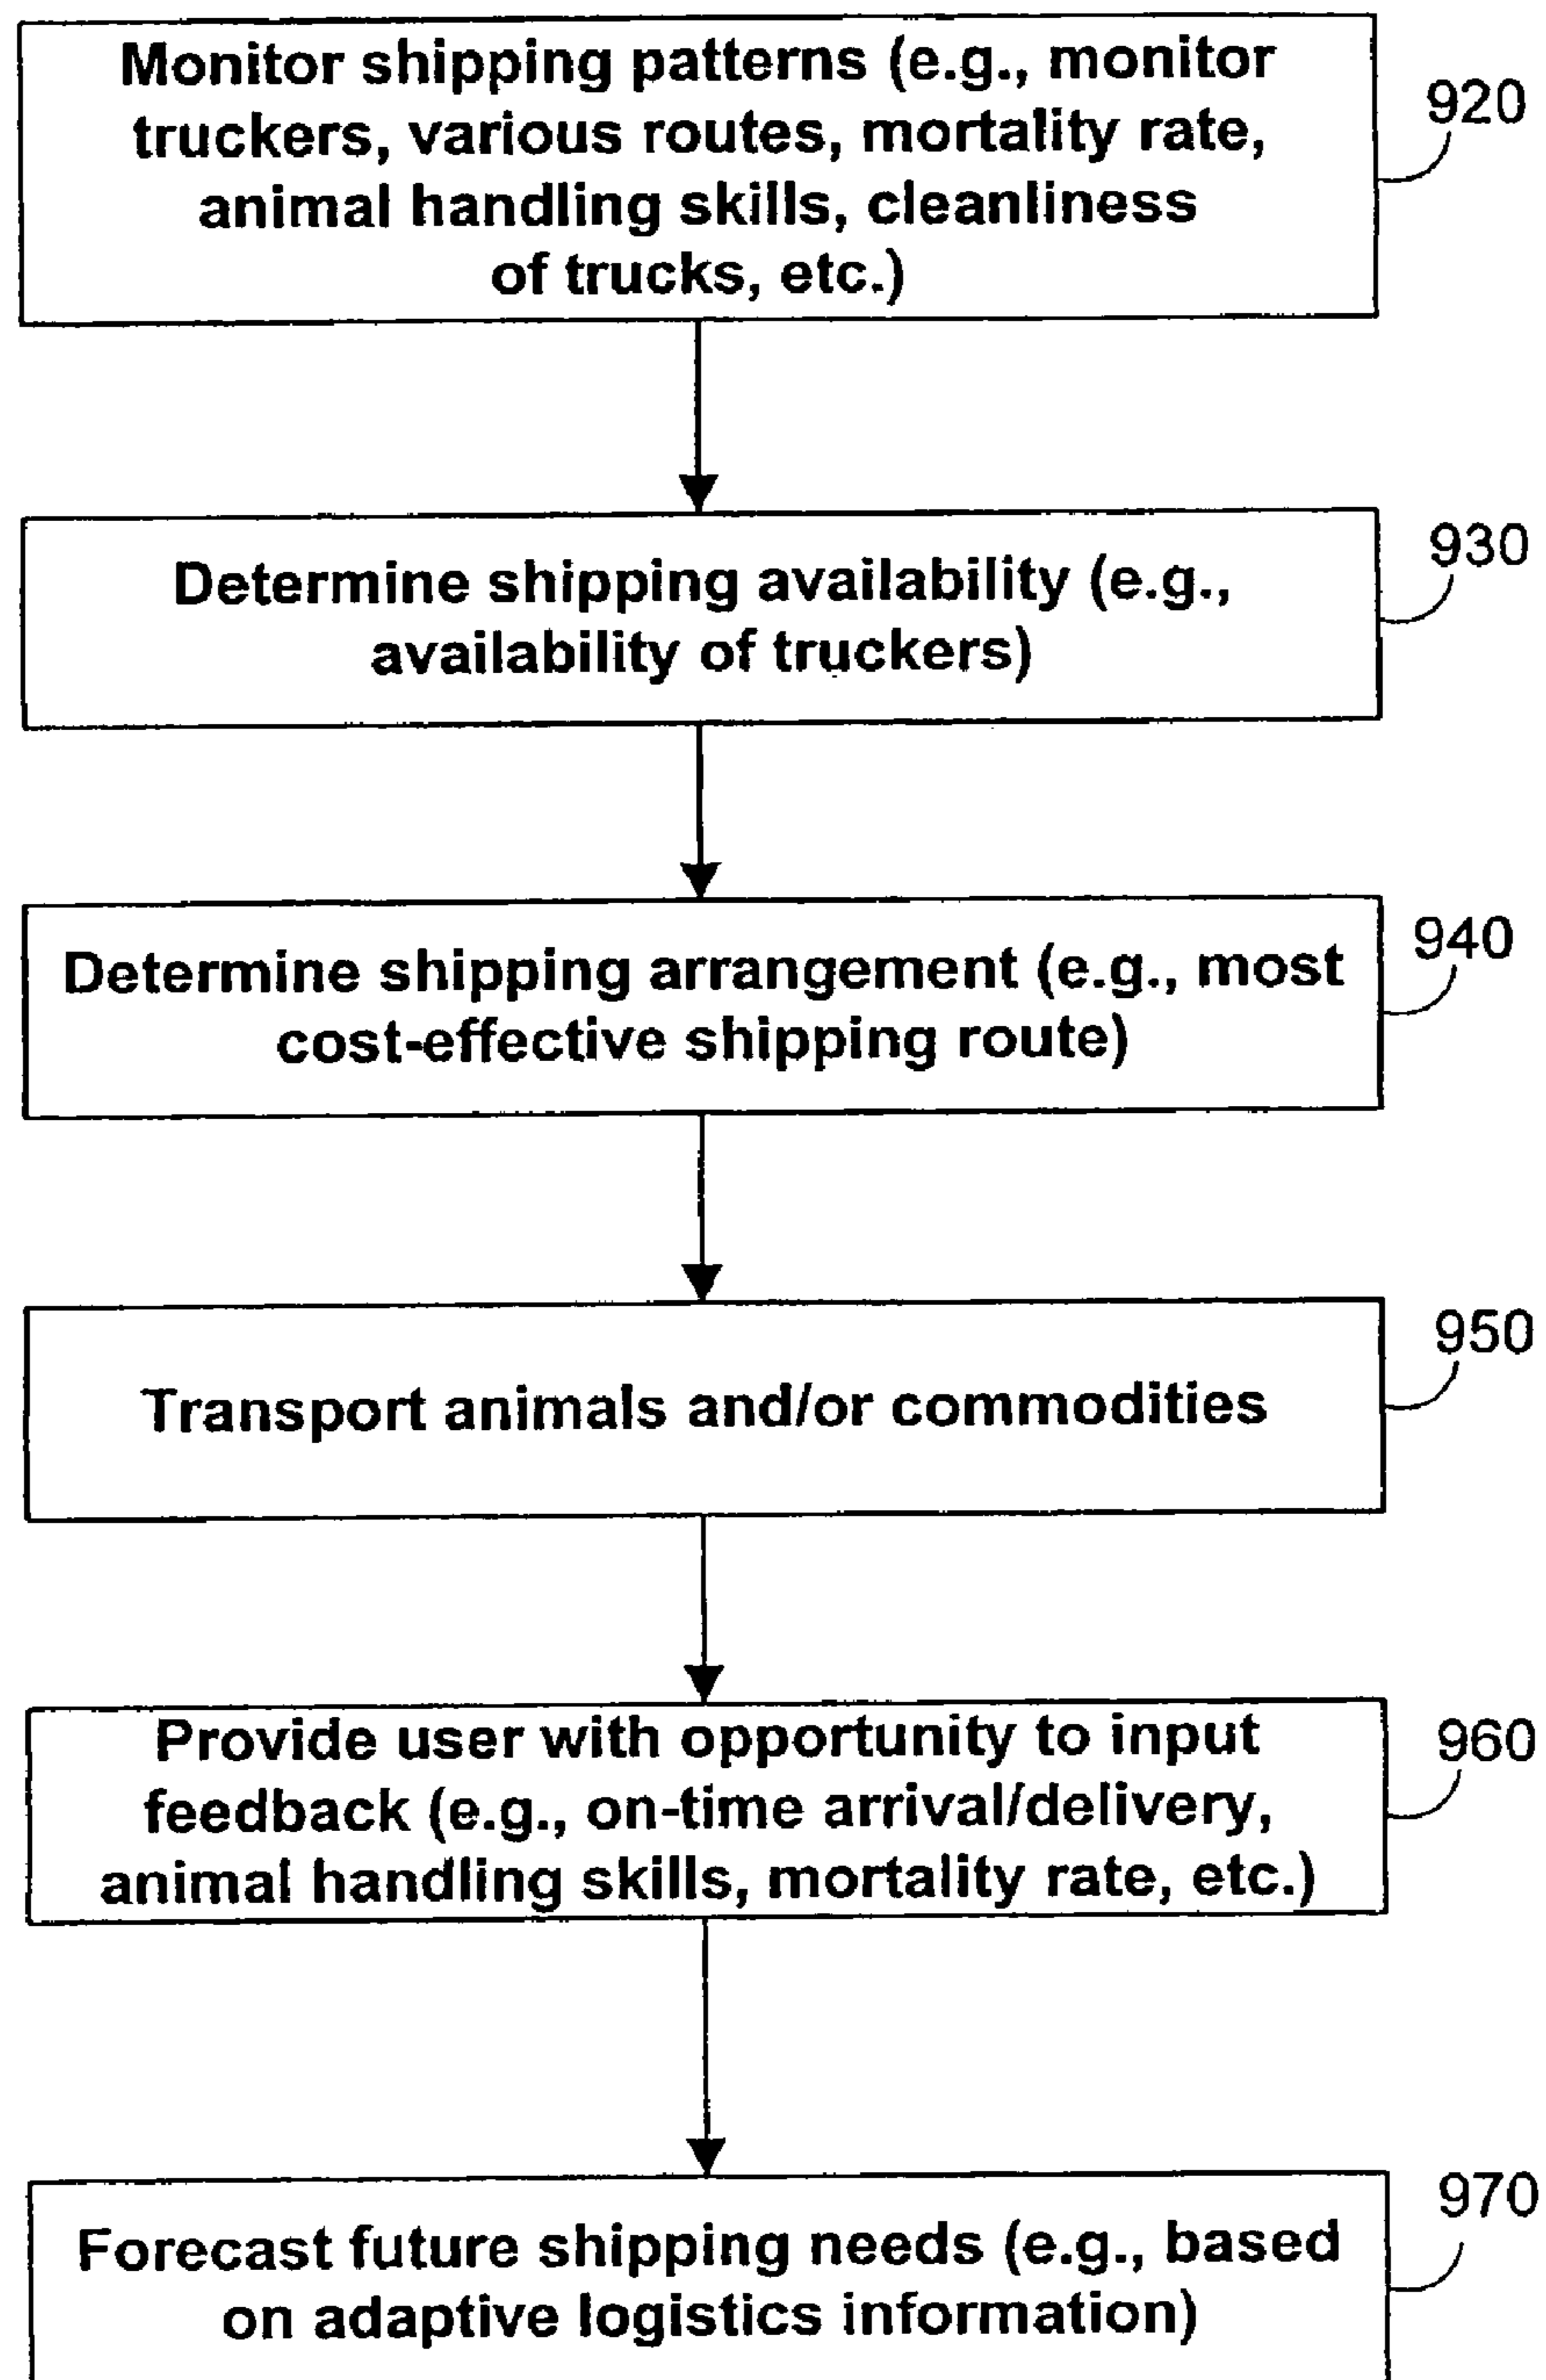 Monitor shipping patterns (e.g., monitor
truckers, various routes, mortality rate,
animal handling skills, cleanliness
of trucks, etc.)
920
Determine shipping availability (e.g.,
availability of truckers)
930
Determine shipping arrangement (e.g., most
cost-effective shipping route)
940
Transport animals and/or commodities
950
Provide user with opportunity to input
feedback (e.g., on-time arrival/delivery,
animal handling skills, mortality rate, etc.)
960
Forecast future shipping needs (e.g., based
on adaptive logistics information)
970